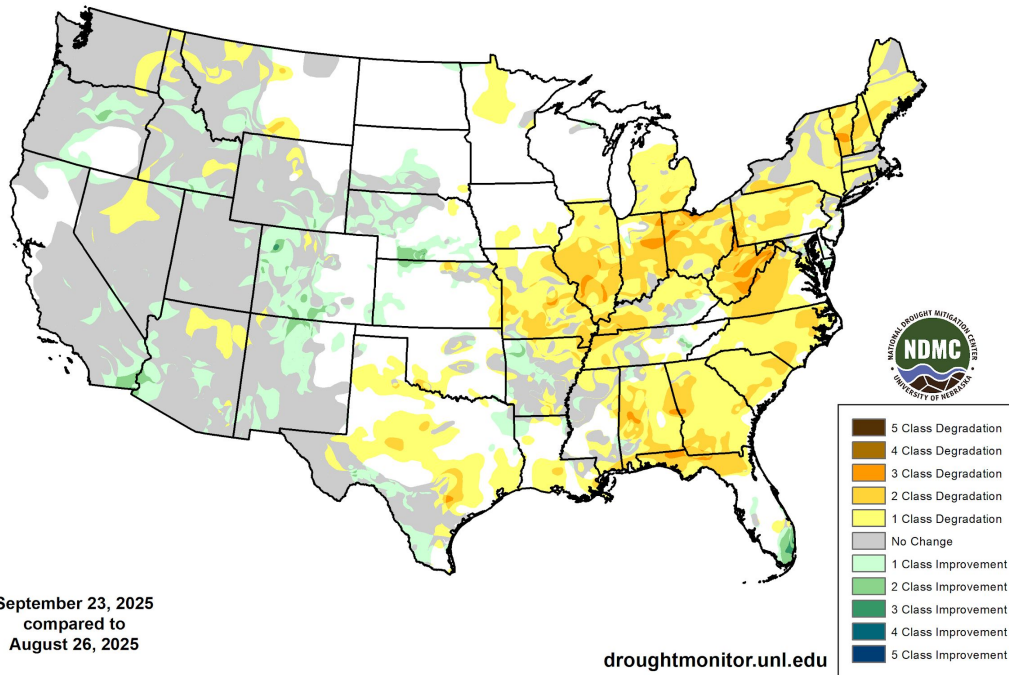 NATIONAL DROUGHT MITIGATION CENTER
NDMC
UNIVERSITY OF NEBRASKA
5 Class Degradation
4 Class Degradation
3 Class Degradation
2 Class Degradation
1 Class Degradation
No Change
1 Class Improvement
2 Class Improvement
3 Class Improvement
4 Class Improvement
5 Class Improvement
September 23, 2025
compared to
August 26, 2025
droughtmonitor.unl.edu